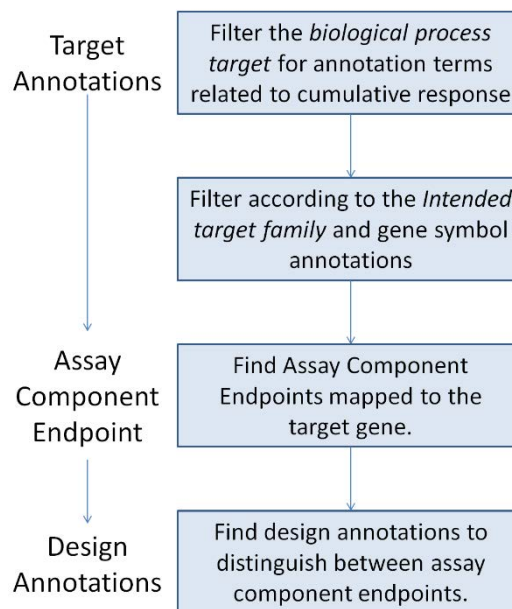 Target
Annotations
Filter the biological process
target for annotation terms
related to cumulative response
Filter according to the Intended
target family and gene symbol
annotations
Assay
Component
Endpoint
Find Assay Component
Endpoints mapped to the
target gene.
Design
Annotations
Find design annotations to
distinguish between assay
component endpoints.